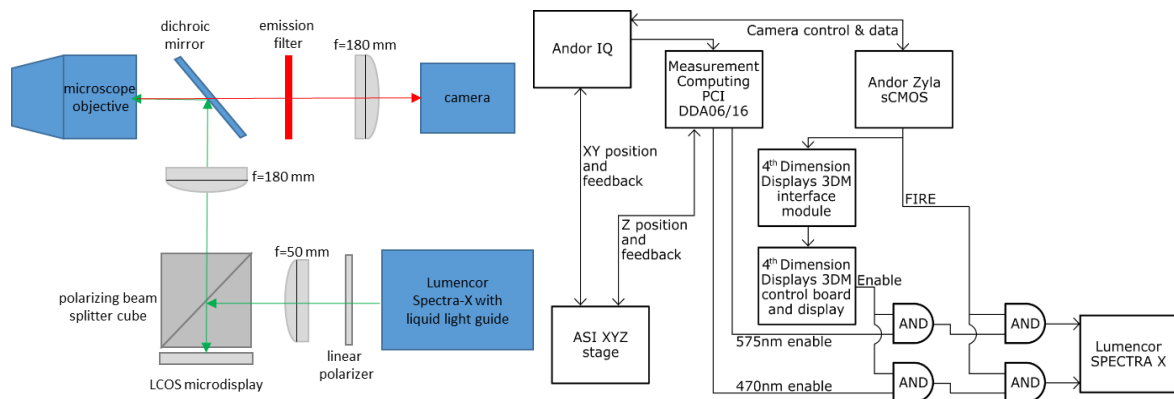 dichroic
mirror
emission
filter
f=180 mm
microscope
objective
camera
f=180 mm
f=50 mm
polarizing beam
splitter cube
Lumencor
Spectra-X with
liquid light guide
linear
polarizer
LCOS microdisplay
Andor IQ
Camera control & data
Measurement
Computing
PCI
DDA06/16
Andor Zyla
sCMOS
XY position
and
feedback
4th Dimension
Displays 3DM
interface
module
FIRE
Z position
and
feedback
4th Dimension
Displays 3DM
control board
and display
Enable
ASI XYZ
stage
575nm enable
AND
AND
470nm enable
AND
AND
Lumencor
SPECTRA X